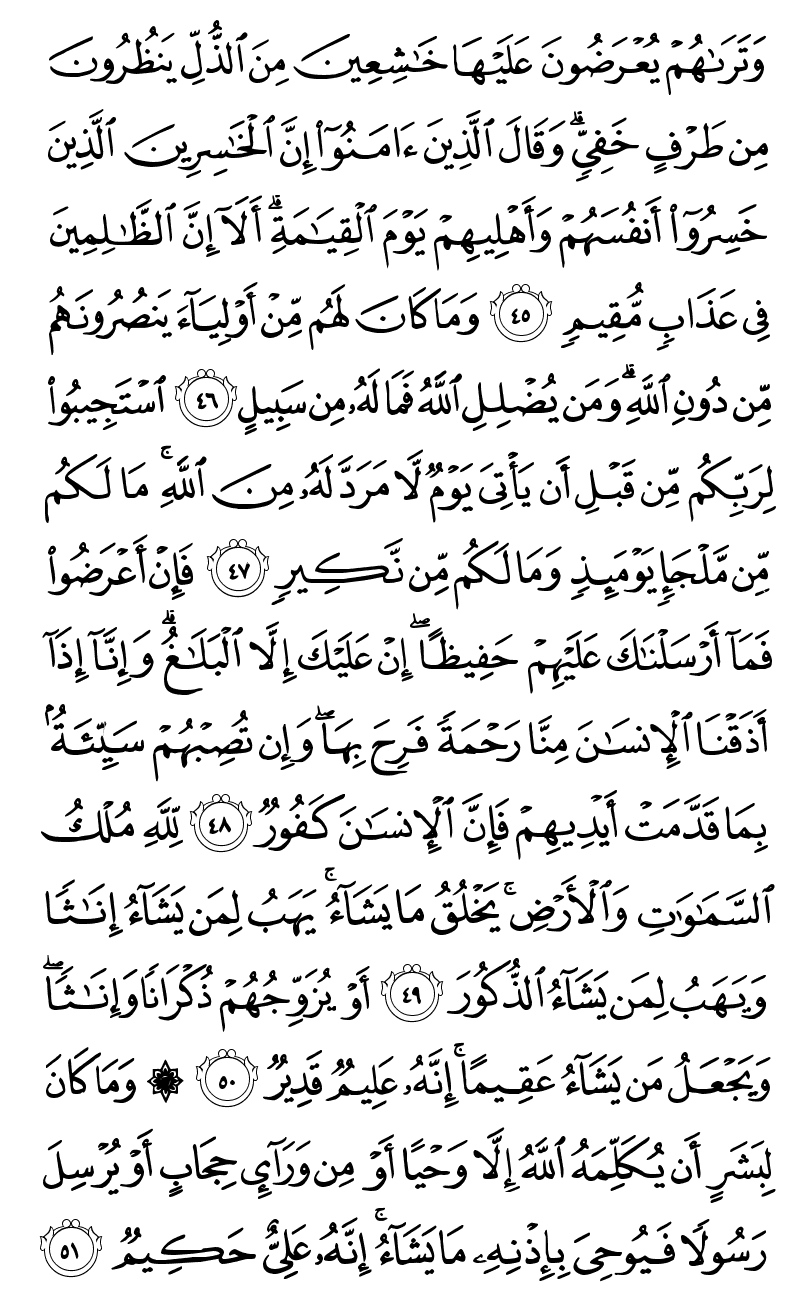 وَتَرَىٰهُمْ يُعْرَضُونَ عَلَيْهَا خَٰشِعِينَ مِنَ ٱلذُّلِّ يَنظُرُونَ
مِن طَرْفٍ خَفِيٍّۗ وَقَالَ ٱلَّذِينَ ءَامَنُوٓا۟ إِنَّ ٱلْخَٰسِرِينَ ٱلَّذِينَ
خَسِرُوٓا۟ أَنفُسَهُمْ وَأَهْلِيهِمْ يَوْمَ ٱلْقِيَٰمَةِۗ أَلَآ إِنَّ ٱلظَّٰلِمِينَ
فِى عَذَابٍ مُّقِيمٍ ٤٥ وَمَا كَانَ لَهُم مِّنْ أَوْلِيَآءَ يَنصُرُونَهُم
مِّن دُونِ ٱللَّهِۗ وَمَن يُضْلِلِ ٱللَّهُ فَمَا لَهُۥ مِن سَبِيلٍ ٤٦ ٱسْتَجِيبُوا۟
لِرَبِّكُم مِّن قَبْلِ أَن يَأْتِىَ يَوْمٌ لَّا مَرَدَّ لَهُۥ مِنَ ٱللَّهِۚ مَا لَكُم
مِّن مَّلْجَإٍ يَوْمَئِذٍ وَمَا لَكُم مِّن نَّكِيرٍ ٤٧ فَإِنْ أَعْرَضُوا۟
فَمَآ أَرْسَلْنَٰكَ عَلَيْهِمْ حَفِيظًاۖ إِنْ عَلَيْكَ إِلَّا ٱلْبَلَٰغُۗ وَإِنَّآ إِذَآ
أَذَقْنَا ٱلْإِنسَٰنَ مِنَّا رَحْمَةً فَرِحَ بِهَاۖ وَإِن تُصِبْهُمْ سَيِّئَةٌۢ
بِمَا قَدَّمَتْ أَيْدِيهِمْ فَإِنَّ ٱلْإِنسَٰنَ كَفُورٌ ٤٨ لِّلَّهِ مُلْكُ
ٱلسَّمَٰوَٰتِ وَٱلْأَرْضِۚ يَخْلُقُ مَا يَشَآءُۚ يَهَبُ لِمَن يَشَآءُ إِنَٰثًا
وَيَهَبُ لِمَن يَشَآءُ ٱلذُّكُورَ ٤٩ أَوْ يُزَوِّجُهُمْ ذُكْرَانًا وَإِنَٰثًاۖ
وَيَجْعَلُ مَن يَشَآءُ عَقِيمًاۚ إِنَّهُۥ عَلِيمٌ قَدِيرٌ ٥٠ ۞ وَمَا كَانَ
لِبَشَرٍ أَن يُكَلِّمَهُ ٱللَّهُ إِلَّا وَحْيًا أَوْ مِن وَرَآئِ حِجَابٍ أَوْ يُرْسِلَ
رَسُولًا فَيُوحِىَ بِإِذْنِهِۦ مَا يَشَآءُۚ إِنَّهُۥ عَلِىٌّ حَكِيمٌ ٥١